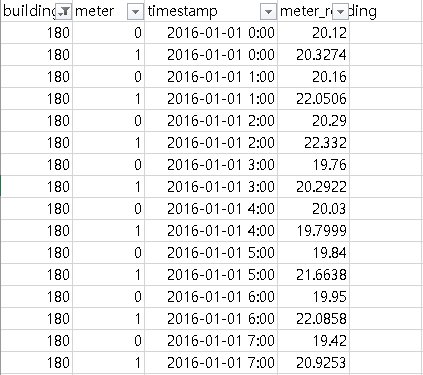 building meter timestamp meter_reading
180 0 2016-01-01 0:00 20.12
180 1 2016-01-01 0:00 20.3274
180 0 2016-01-01 1:00 20.16
180 1 2016-01-01 1:00 22.0506
180 0 2016-01-01 2:00 20.29
180 1 2016-01-01 2:00 22.332
180 0 2016-01-01 3:00 19.76
180 1 2016-01-01 3:00 20.2922
180 0 2016-01-01 4:00 20.03
180 1 2016-01-01 4:00 19.7999
180 0 2016-01-01 5:00 19.84
180 1 2016-01-01 5:00 21.6638
180 0 2016-01-01 6:00 19.95
180 1 2016-01-01 6:00 22.0858
180 0 2016-01-01 7:00 19.42
180 1 2016-01-01 7:00 20.9253